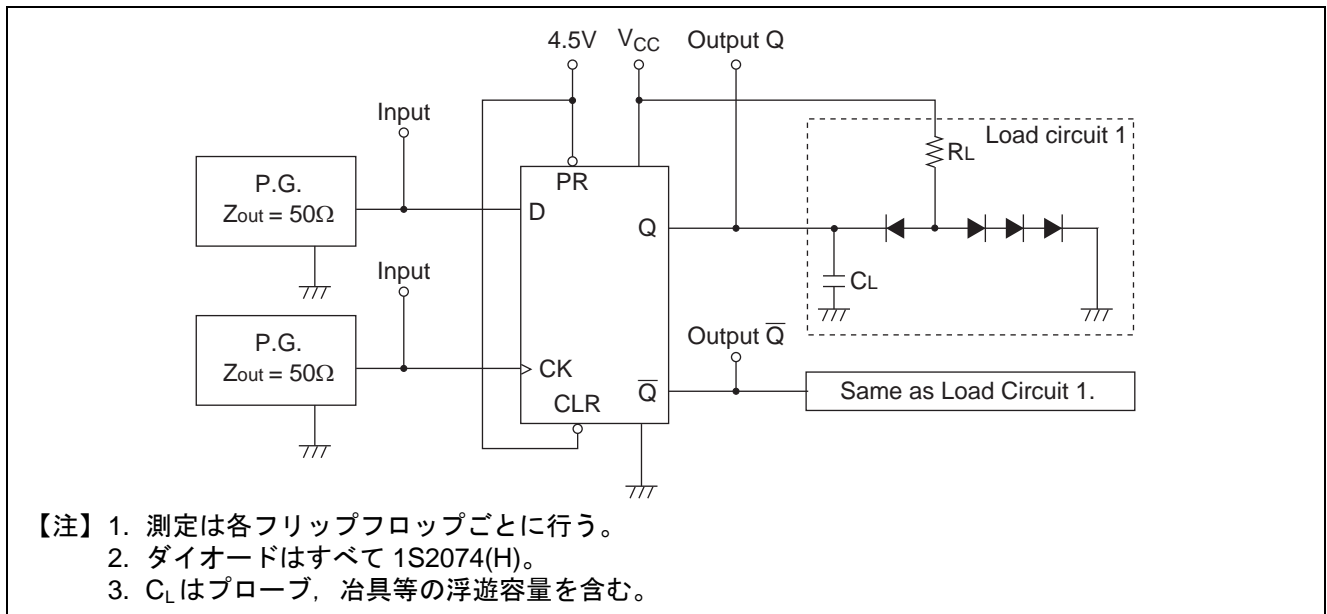 4.5V VCC Output Q
Input
Load circuit 1
RL
P.G.
Zout = 50Ω
PR
D
Q
Input
CL
P.G.
Zout = 50Ω
Output Q̅
CK
Q̅
CLR
Same as Load Circuit 1.
【注】1. 測定は各フリップフロップごとに行う。
2. ダイオードはすべて 1S2074(H)。
3. CLはプローブ，冶具等の浮遊容量を含む。